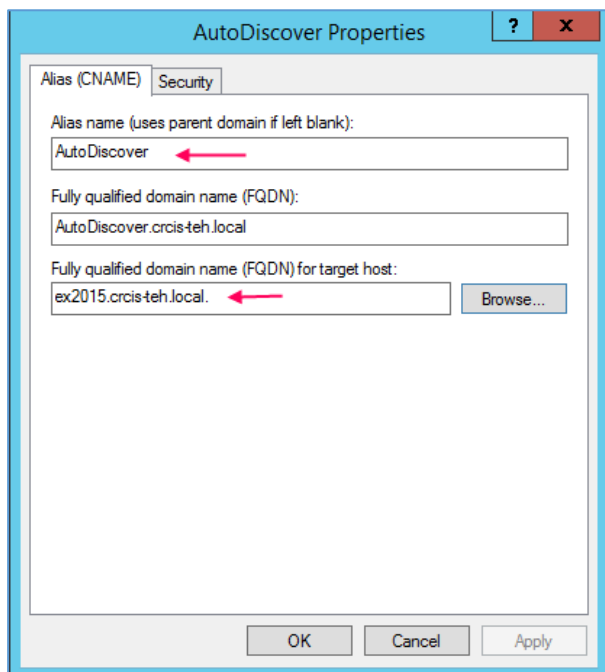 AutoDiscover Properties
?
x
Alias (CNAME)
Security
Alias name (uses parent domain if left blank):
AutoDiscover
Fully qualified domain name (FQDN):
AutoDiscover.crcis-teh.local
Fully qualified domain name (FQDN) for target host:
ex2015.crcis-teh.local.
Browse...
OK
Cancel
Apply